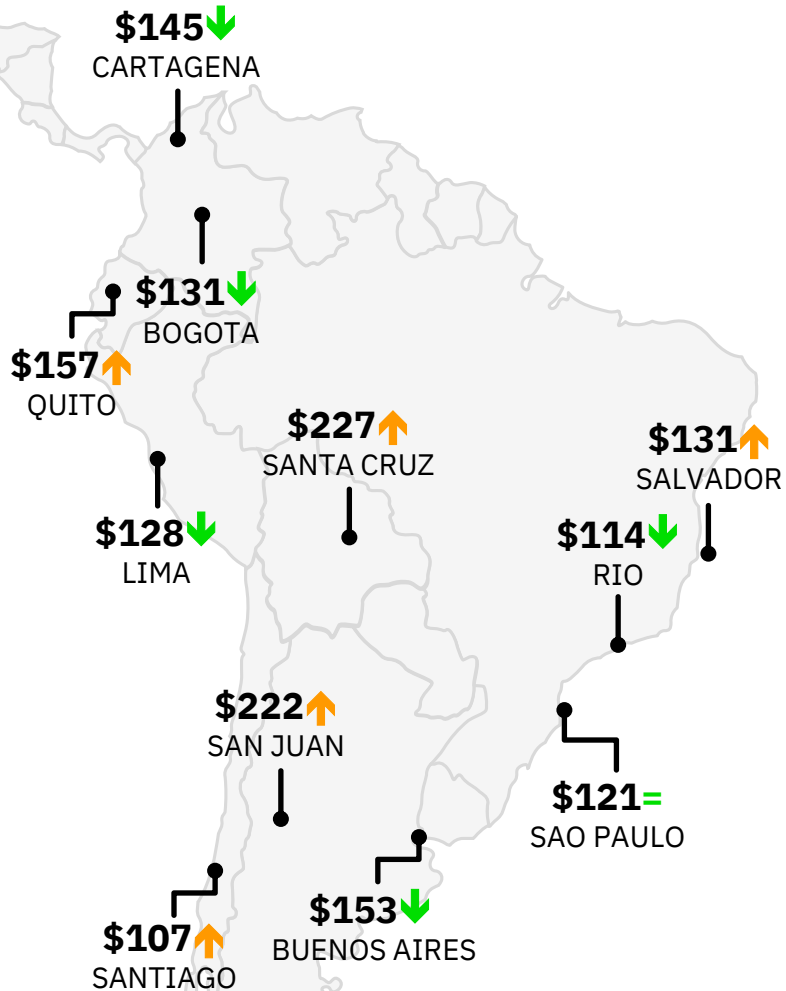 $145
CARTAGENA
$131
BOGOTA
$157
QUITO
$227
SANTA CRUZ
$131
SALVADOR
$128
LIMA
$114
RIO
$222
SAN JUAN
$121=
SAO PAULO
$153
BUENOS AIRES
$107
SANTIAGO